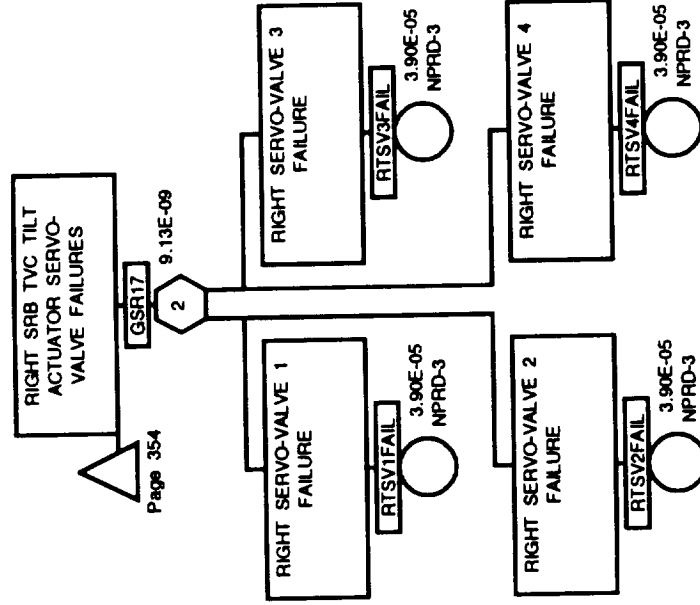 RIGHT SRB TVC TILT
ACTUATOR SERVO-
VALVE FAILURES
Page 354
GSR17
9.13E-09
2
RIGHT SERVO-VALVE 1
FAILURE
RTSV1FAIL
3.90E-05
NPRD-3
RIGHT SERVO-VALVE 3
FAILURE
RTSV3FAIL
3.90E-05
NPRD-3
RIGHT SERVO-VALVE 2
FAILURE
RTSV2FAIL
3.90E-05
NPRD-3
RIGHT SERVO-VALVE 4
FAILURE
RTSV4FAIL
3.90E-05
NPRD-3